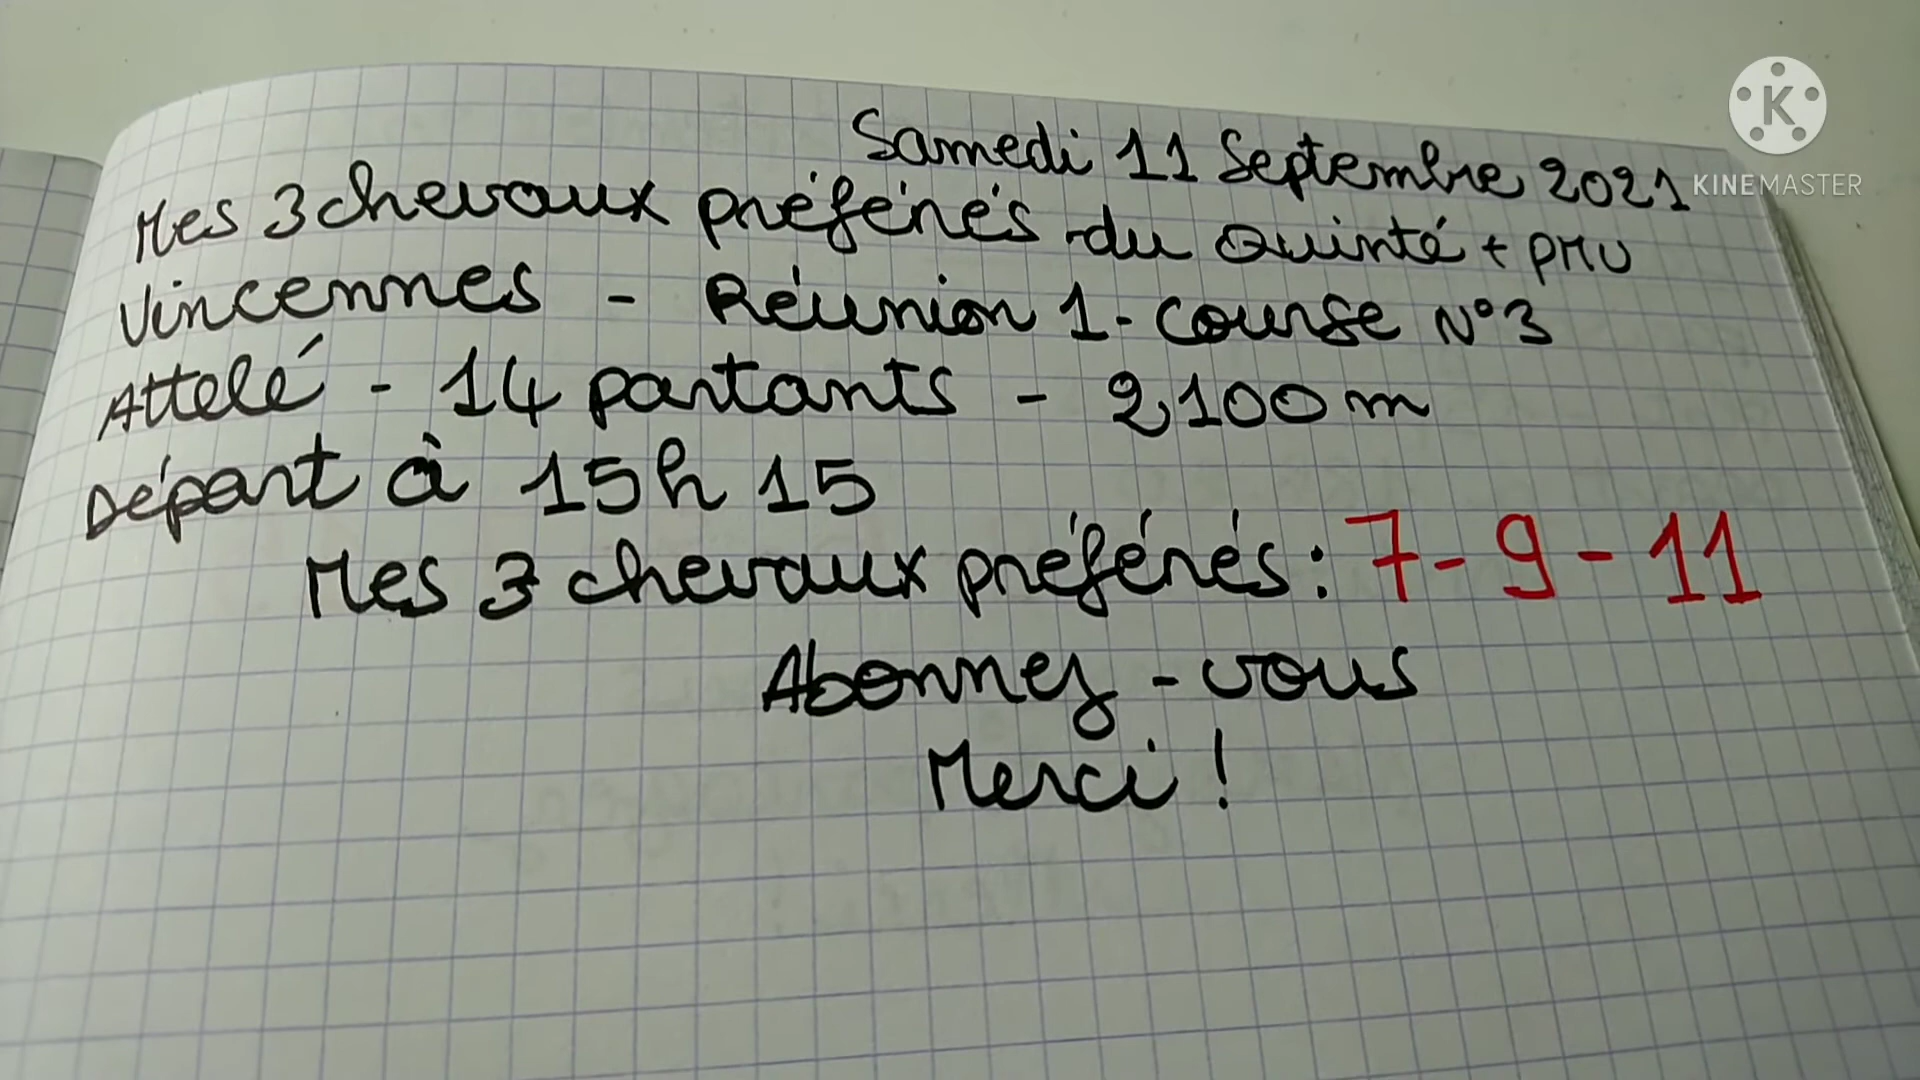 Samedi 11 Septembre 2021
Mes 3 chevaux préférés du Quinté + PMU
Vincennes - Réunion 1 - Course N°3
Attelé - 14 partants - 2100 m
Départ à 15h15
Mes 3 chevaux préférés : 7 - 9 - 11
Abonnez-vous
Merci !
K
KINEMASTER